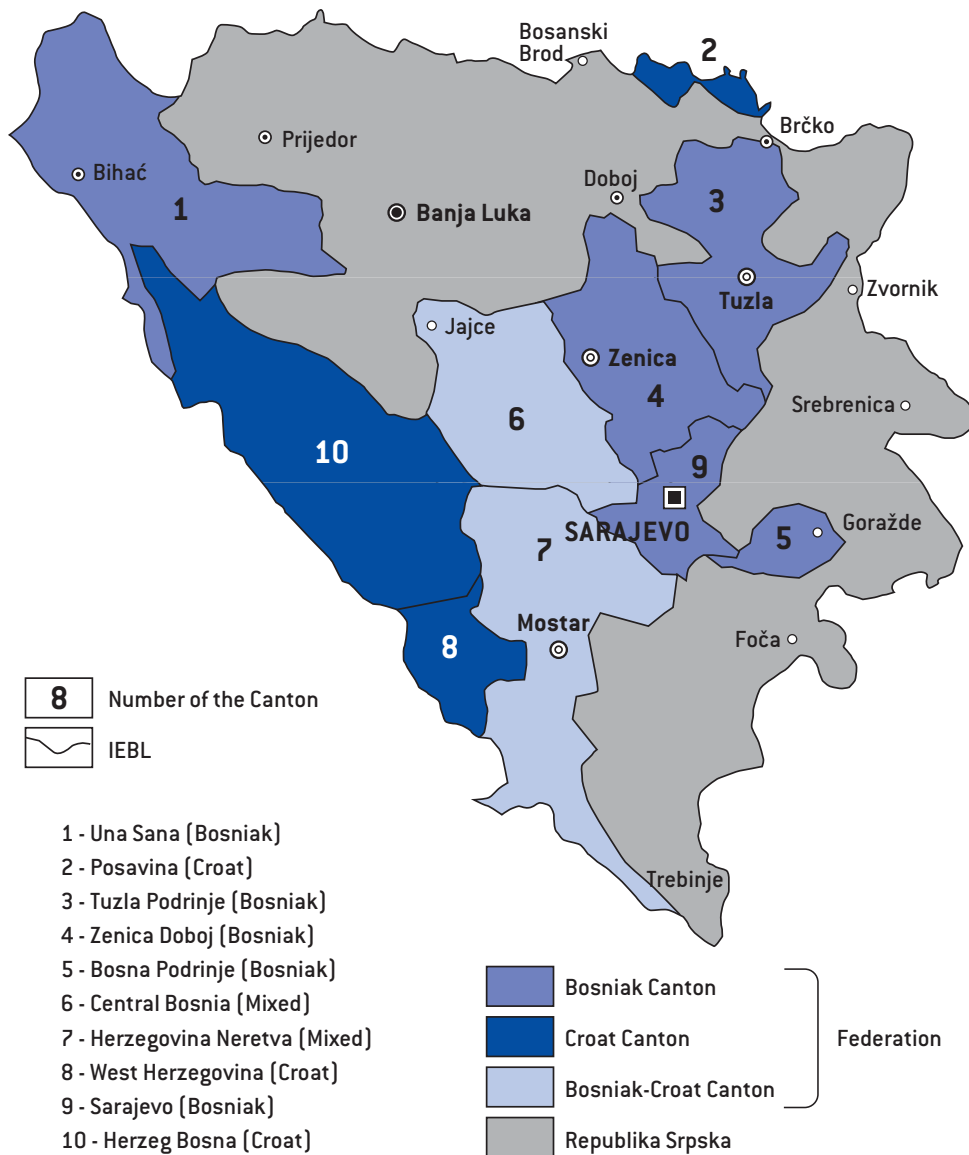 Bosanski
Brod
2
Brčko
Prijedor
Bihać
Doboj
1
3
Banja Luka
Tuzla
Zvornik
Jajce
Zenica
4
Srebrenica
6
10
9
SARAJEVO
5
Goražde
7
Mostar
8
Foča
Trebinje
8 Number of the Canton
IEBL
1 - Una Sana (Bosniak)
2 - Posavina (Croat)
3 - Tuzla Podrinje (Bosniak)
4 - Zenica Doboj (Bosniak)
5 - Bosna Podrinje (Bosniak)
6 - Central Bosnia (Mixed)
7 - Herzegovina Neretva (Mixed)
8 - West Herzegovina (Croat)
9 - Sarajevo (Bosniak)
10 - Herzeg Bosna (Croat)
Bosniak Canton
Croat Canton
Federation
Bosniak-Croat Canton
Republika Srpska